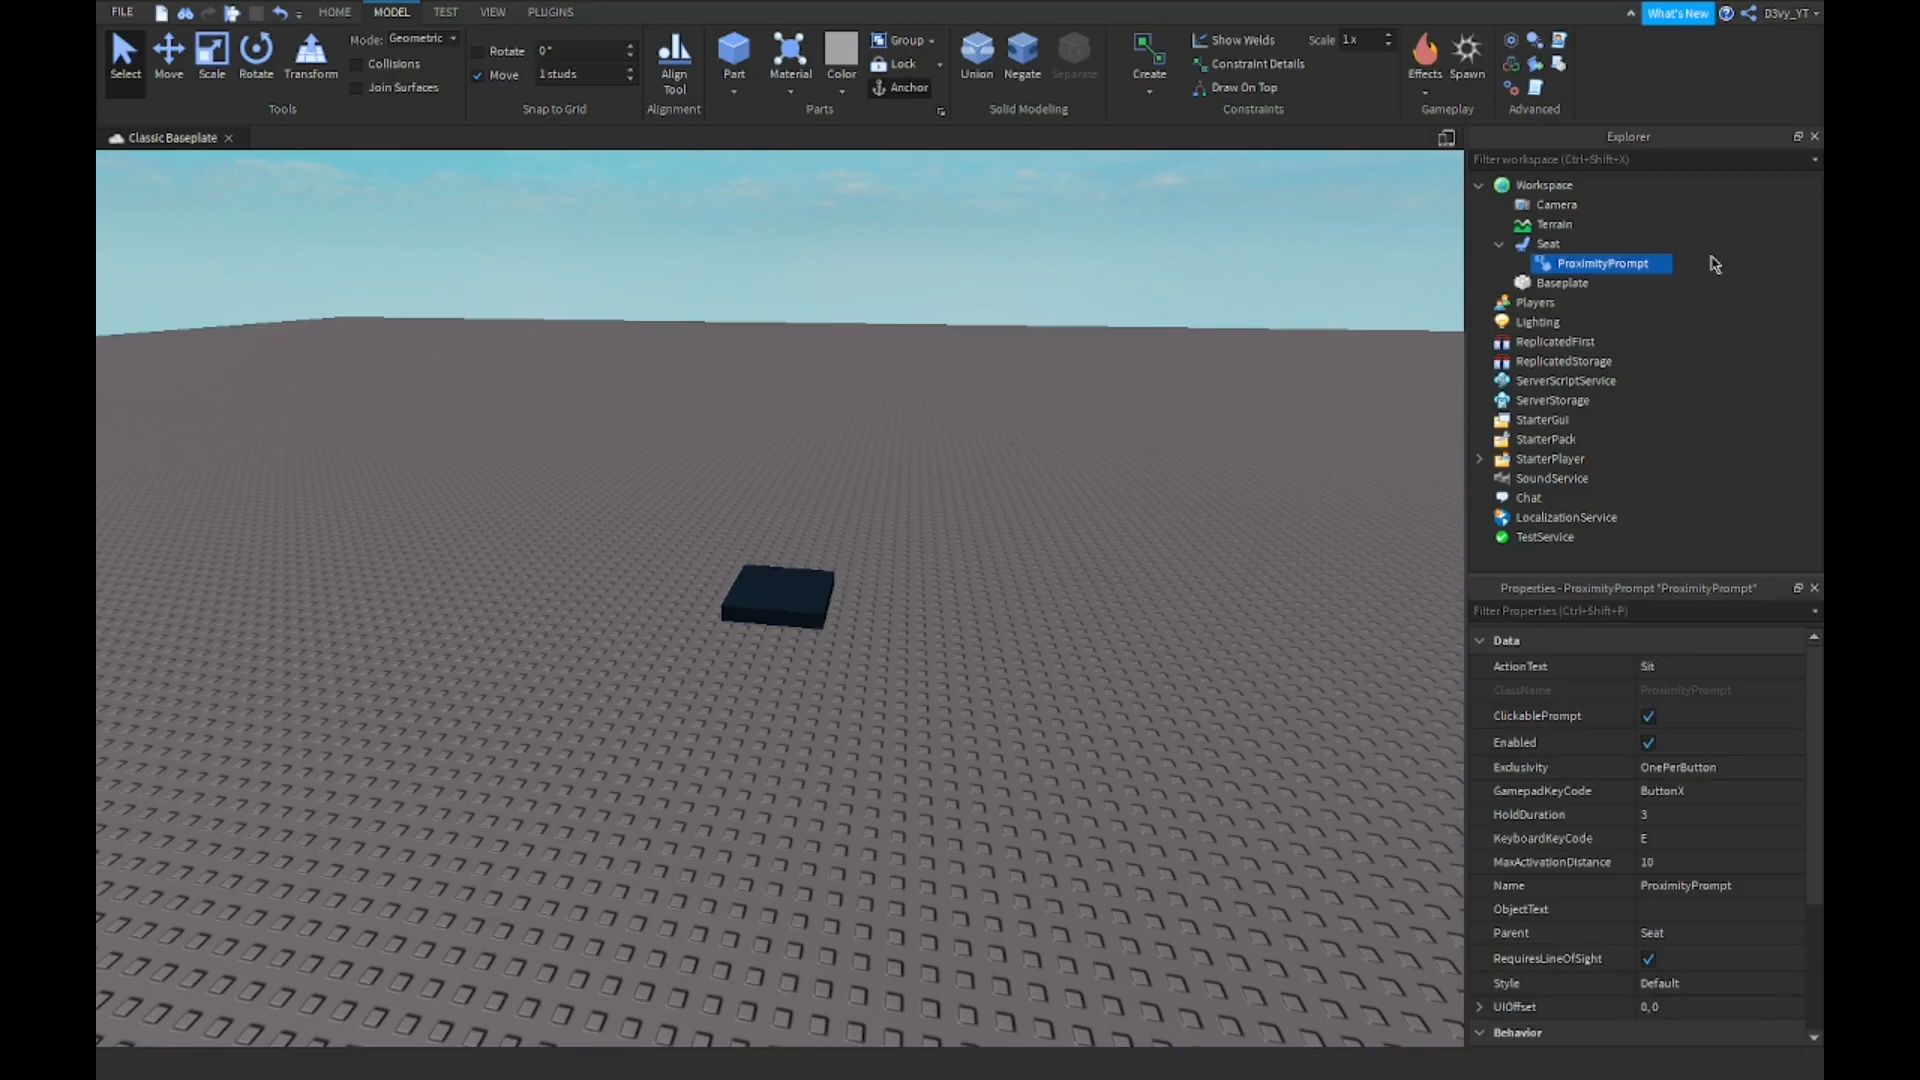 FILE HOME MODEL TEST VIEW PLUGINS What's New D3vy_YT
Select Move Scale Rotate Transform
Mode: Geometric
Collisions
Join Surfaces
Tools
Rotate 0°
Move 1 studs
Snap to Grid
Align Tool
Alignment
Part Material Color
Group
Lock
Anchor
Parts
Union Negate Separate
Solid Modeling
Create
Show Welds Scale 1x
Constraint Details
Draw On Top
Constraints
Effects Spawn
Gameplay
Advanced
Classic Baseplate
Explorer
Filter workspace (Ctrl+Shift+X)
Workspace
Camera
Terrain
Seat
ProximityPrompt
Baseplate
Players
Lighting
ReplicatedFirst
ReplicatedStorage
ServerScriptService
ServerStorage
StarterGui
StarterPack
StarterPlayer
SoundService
Chat
LocalizationService
TestService
Properties - ProximityPrompt "ProximityPrompt"
Filter Properties (Ctrl+Shift+P)
Data
ActionText Sit
ClassName ProximityPrompt
ClickablePrompt
Enabled
Exclusivity OnePerButton
GamepadKeyCode ButtonX
HoldDuration 3
KeyboardKeyCode E
MaxActivationDistance 10
Name ProximityPrompt
ObjectText
Parent Seat
RequiresLineOfSight
Style Default
UIOffset 0, 0
Behavior